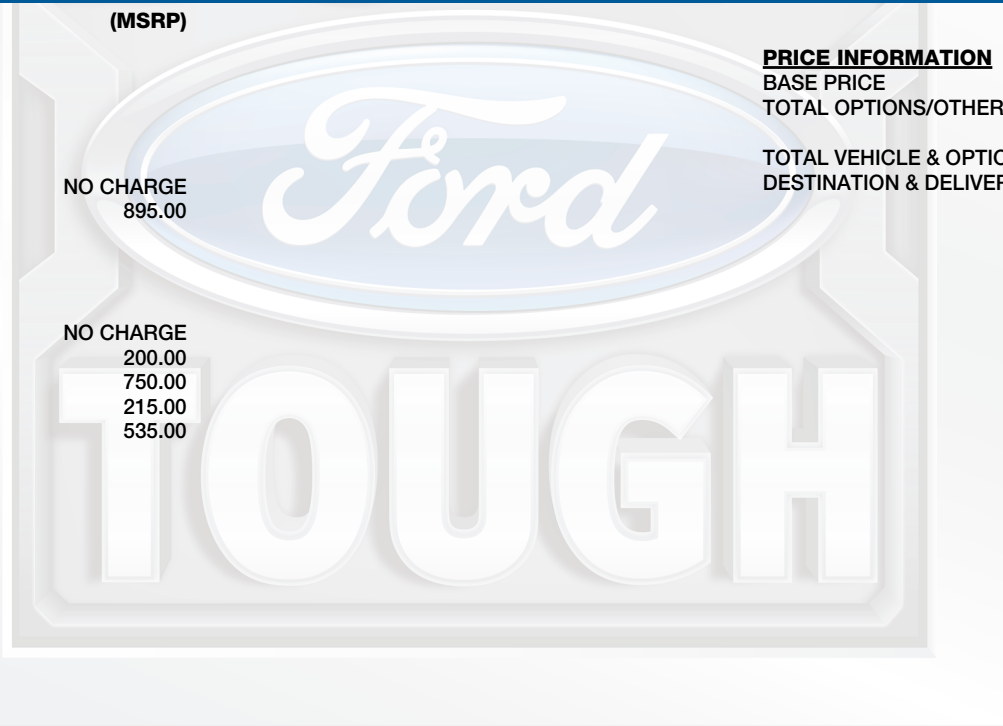 (MSRP)
PRICE INFORMATION
BASE PRICE
TOTAL OPTIONS/OTHER
TOTAL VEHICLE & OPTIO
DESTINATION & DELIVER
NO CHARGE
895.00
NO CHARGE
200.00
750.00
215.00
535.00
Ford
TOUGH